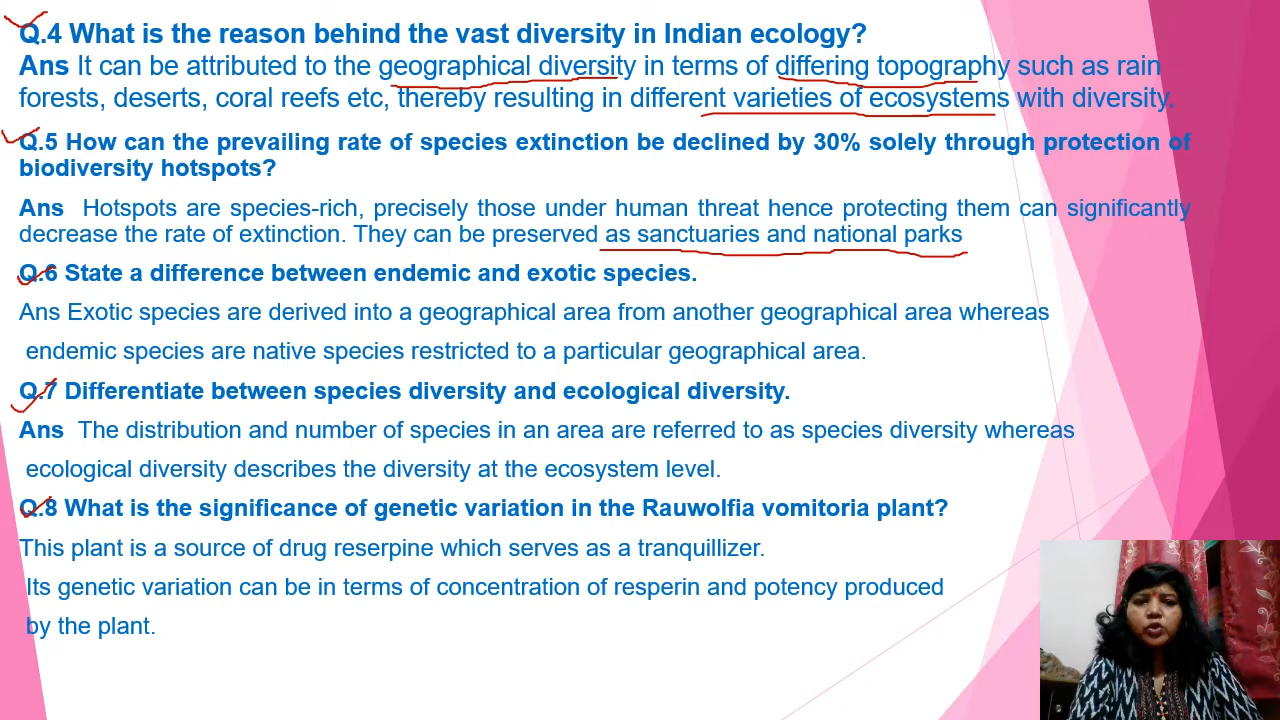 Q.4 What is the reason behind the vast diversity in Indian ecology?
Ans It can be attributed to the geographical diversity in terms of differing topography such as rain
forests, deserts, coral reefs etc, thereby resulting in different varieties of ecosystems with diversity.
Q.5 How can the prevailing rate of species extinction be declined by 30% solely through protection of
biodiversity hotspots?
Ans Hotspots are species-rich, precisely those under human threat hence protecting them can significantly
decrease the rate of extinction. They can be preserved as sanctuaries and national parks
Q.6 State a difference between endemic and exotic species.
Ans Exotic species are derived into a geographical area from another geographical area whereas
endemic species are native species restricted to a particular geographical area.
Q.7 Differentiate between species diversity and ecological diversity.
Ans The distribution and number of species in an area are referred to as species diversity whereas
ecological diversity describes the diversity at the ecosystem level.
Q.8 What is the significance of genetic variation in the Rauwolfia vomitoria plant?
This plant is a source of drug reserpine which serves as a tranquillizer.
Its genetic variation can be in terms of concentration of resperin and potency produced
by the plant.